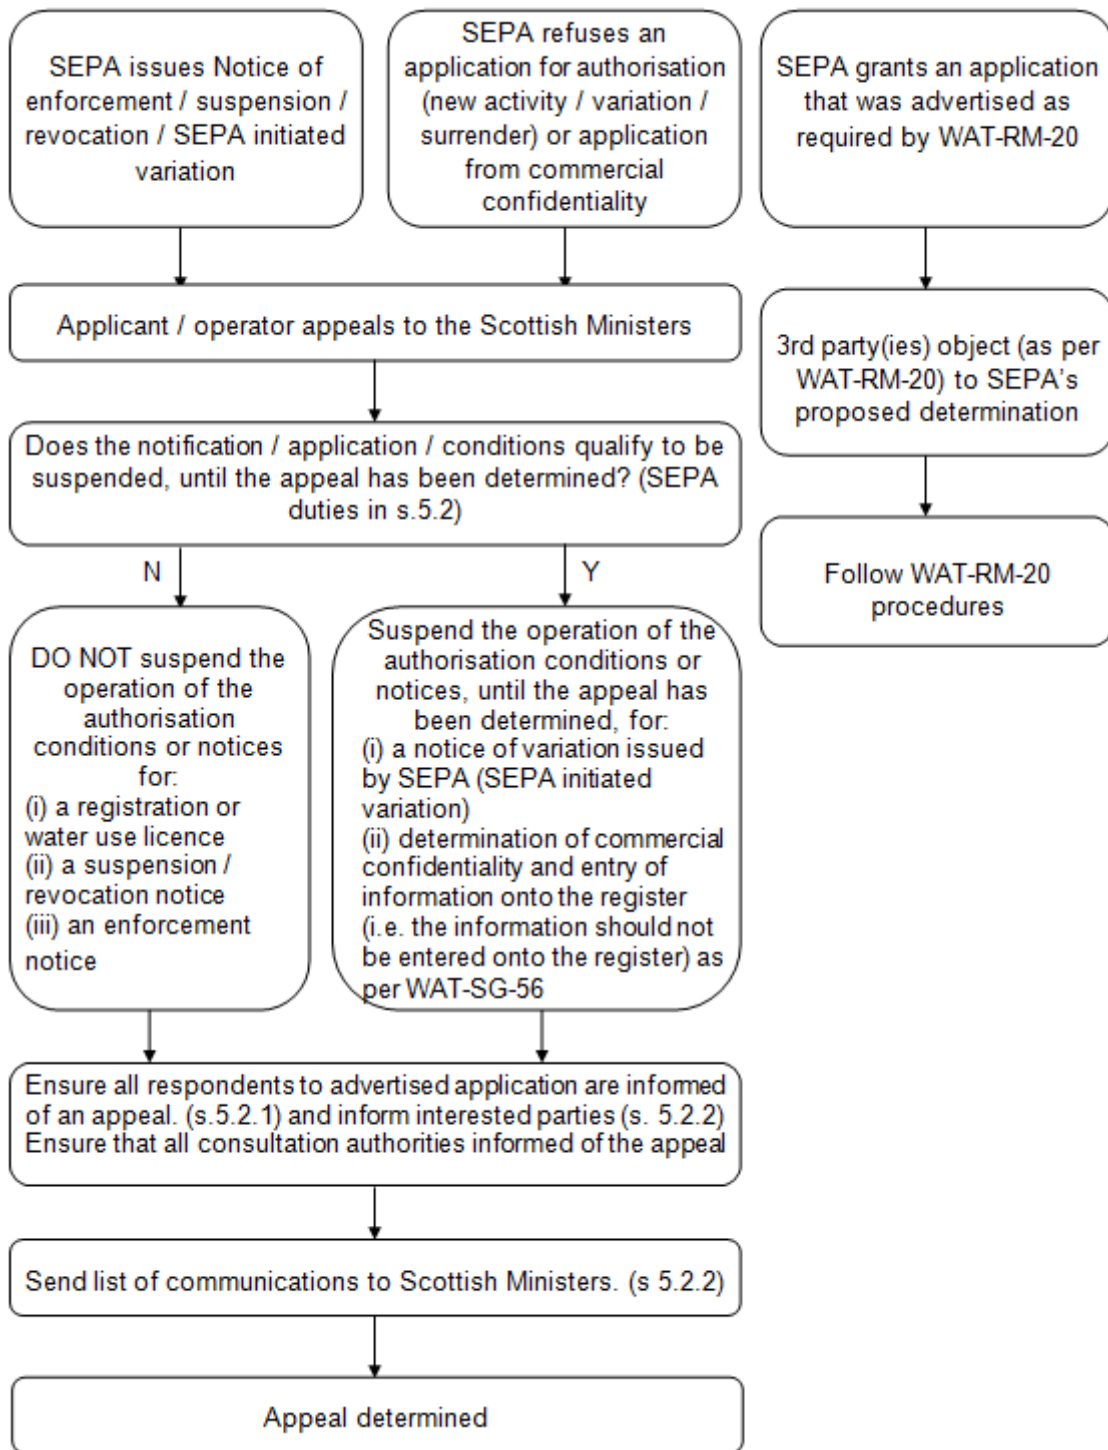 SEPA issues Notice of
enforcement / suspension /
revocation / SEPA initiated
variation
SEPA refuses an
application for authorisation
(new activity / variation /
surrender) or application
from commercial
confidentiality
SEPA grants an application
that was advertised as
required by WAT-RM-20
Applicant / operator appeals to the Scottish Ministers
3rd party(ies) object (as per
WAT-RM-20) to SEPA's
proposed determination
Does the notification / application / conditions qualify to be
suspended, until the appeal has been determined? (SEPA
duties in s.5.2)
N
Y
Follow WAT-RM-20
procedures
DO NOT suspend the
operation of the
authorisation
conditions or notices
for:
(i) a registration or
water use licence
(ii) a suspension /
revocation notice
(iii) an enforcement
notice
Suspend the operation of the
authorisation conditions or
notices, until the appeal has
been determined, for:
(i) a notice of variation issued
by SEPA (SEPA initiated
variation)
(ii) determination of commercial
confidentiality and entry of
information onto the register
(i.e. the information should not
be entered onto the register) as
per WAT-SG-56
Ensure all respondents to advertised application are informed
of an appeal. (s.5.2.1) and inform interested parties (s. 5.2.2)
Ensure that all consultation authorities informed of the appeal
Send list of communications to Scottish Ministers. (s 5.2.2)
Appeal determined